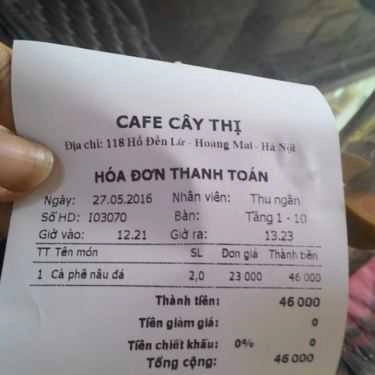 CAFE CÂY THỊ
Địa chỉ: 118 Hồ Đền Lừ - Hoàng Mai - Hà Nội
HÓA ĐƠN THANH TOÁN
Ngày: 27.05.2016 Nhân viên: Thu ngân
Số HD: I03070 Bàn: Tầng 1 - 10
Giờ vào: 12.21 Giờ ra: 13.23
TT Tên món SL Đơn giá Thành tiền
1 Cà phê nâu đá 2,0 23 000 46 000
Thành tiền: 46 000
Tiền giảm giá: 0
Tiền chiết khấu: 0% 0
Tổng cộng: 46 000